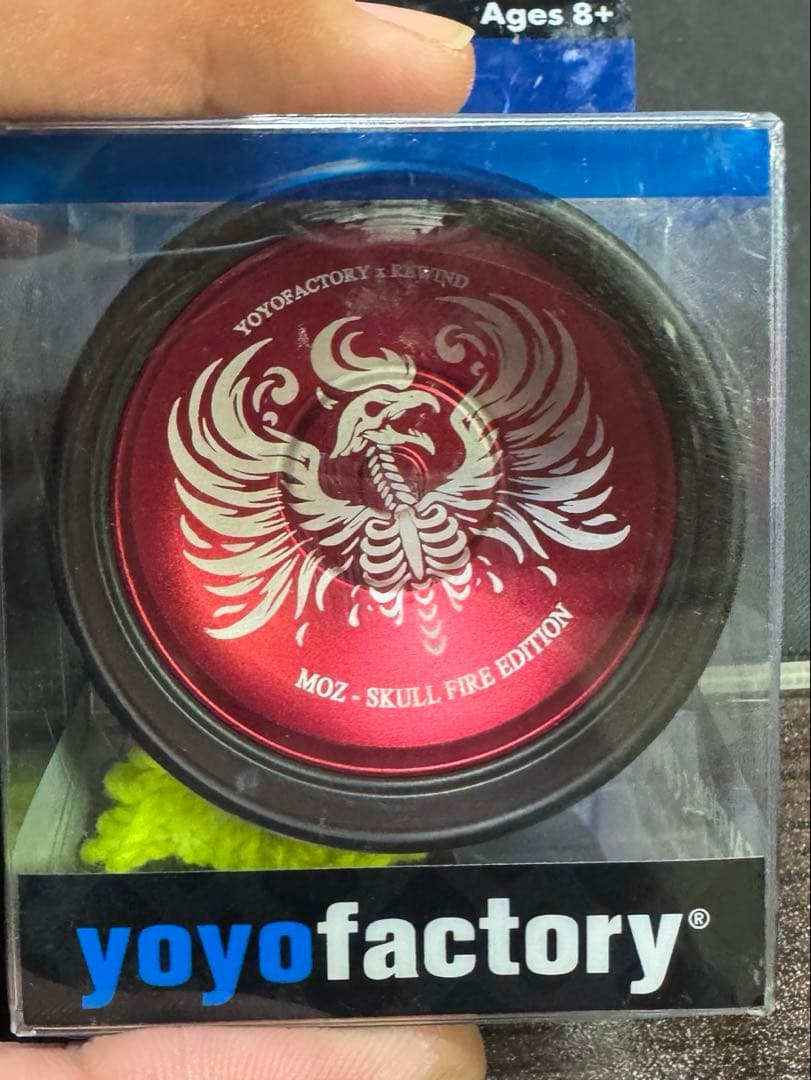 Ages 8+
YOYOFACTORY x REWIND
MOZ - SKULL FIRE EDITION
yoyofactory®